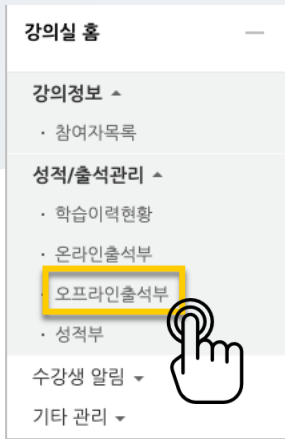 강의실 홈
강의정보
· 참여자목록
성적/출석관리
· 학습이력현황
· 온라인출석부
· 오프라인출석부
· 성적부
수강생 알림
기타 관리